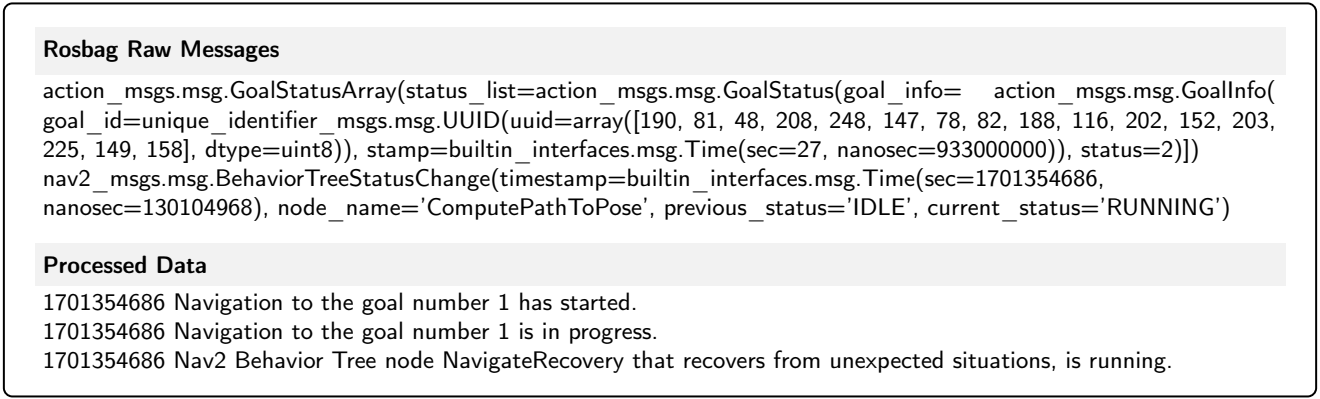 Rosbag Raw Messages
action_msgs.msg.GoalStatusArray(status_list=action_msgs.msg.GoalStatus(goal_info= action_msgs.msg.GoalInfo(
goal_id=unique_identifier_msgs.msg.UUID(uuid=array([190, 81, 48, 208, 248, 147, 78, 82, 188, 116, 202, 152, 203,
225, 149, 158], dtype=uint8)), stamp=builtin_interfaces.msg.Time(sec=27, nanosec=933000000)), status=2)])
nav2_msgs.msg.BehaviorTreeStatusChange(timestamp=builtin_interfaces.msg.Time(sec=1701354686,
nanosec=130104968), node_name='ComputePathToPose', previous_status='IDLE', current_status='RUNNING')
Processed Data
1701354686 Navigation to the goal number 1 has started.
1701354686 Navigation to the goal number 1 is in progress.
1701354686 Nav2 Behavior Tree node NavigateRecovery that recovers from unexpected situations, is running.